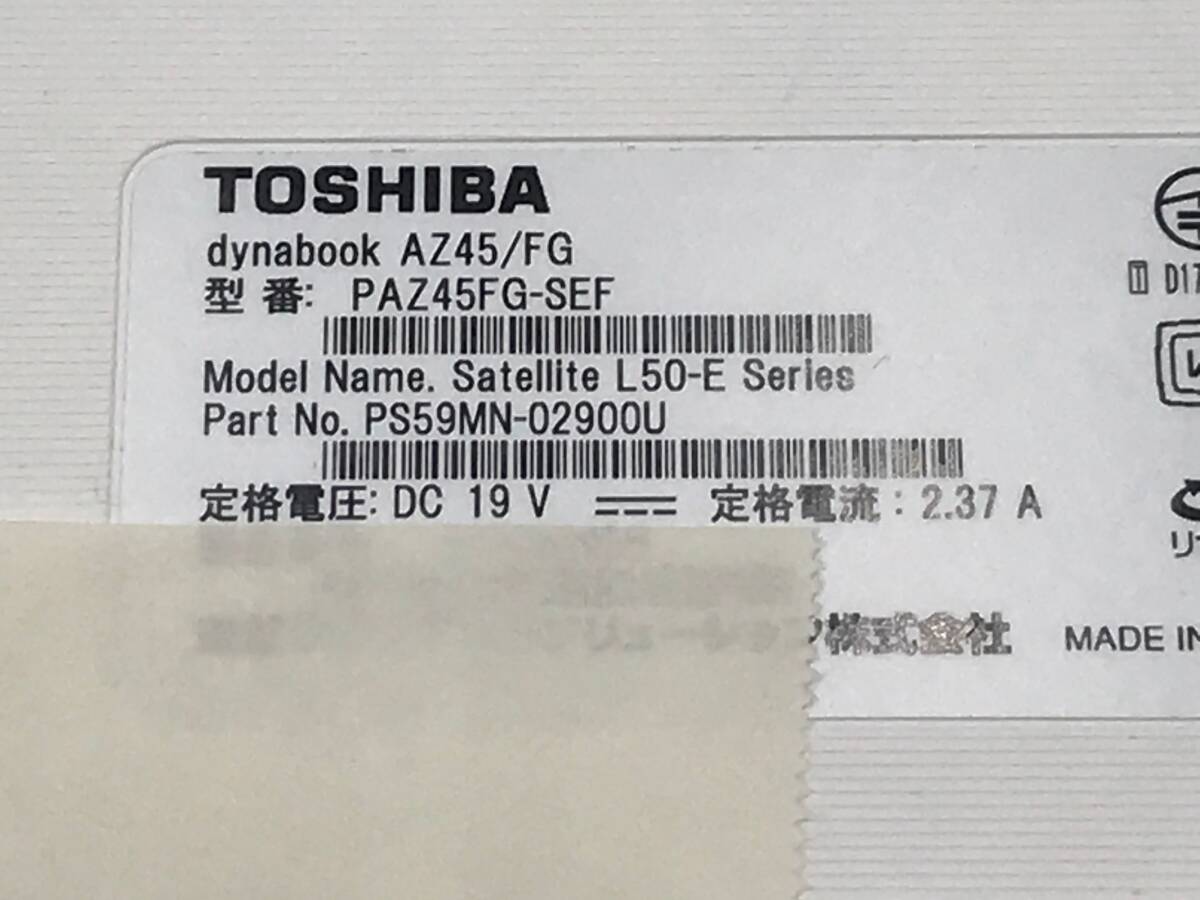 TOSHIBA
dynabook AZ45/FG
型 番: PAZ45FG-SEF
Model Name. Satellite L50-E Series
Part No. PS59MN-02900U
定格電圧: DC 19 V 定格電流 : 2.37 A
株式会社
MADE IN
T D17